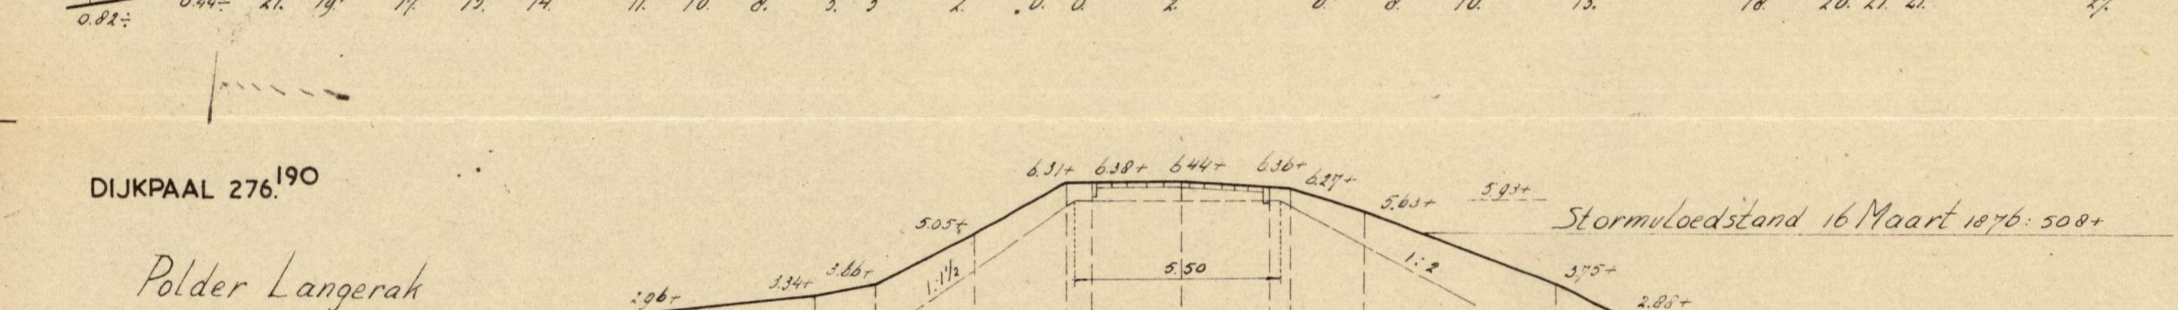 0.82÷ 0.44÷ 21. 19. 17. 15. 14. 11. 10. 8. 5. 3 2. 0. 0. 2. 0. 8. 10. 15. 18. 20. 21. 21. 27.
DIJKPAAL 276.190
6.31+ 6.38+ 6.44+ 6.36+ 6.27+
5.05+ 5.63+ 5.93+
Stormvloedstand 16 Maart 1876: 508+
Polder Langerak
2.96+ 3.34+ 3.66+ 1:1½ 5.50 1:2 3.75+ 2.88+